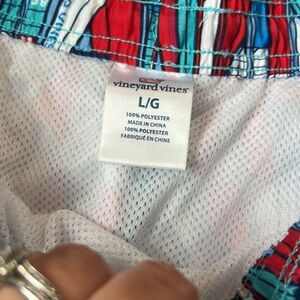 vineyard vines®
L/G
100% POLYESTER
MADE IN CHINA
100% POLYESTER
FABRIQUÉ EN CHINE